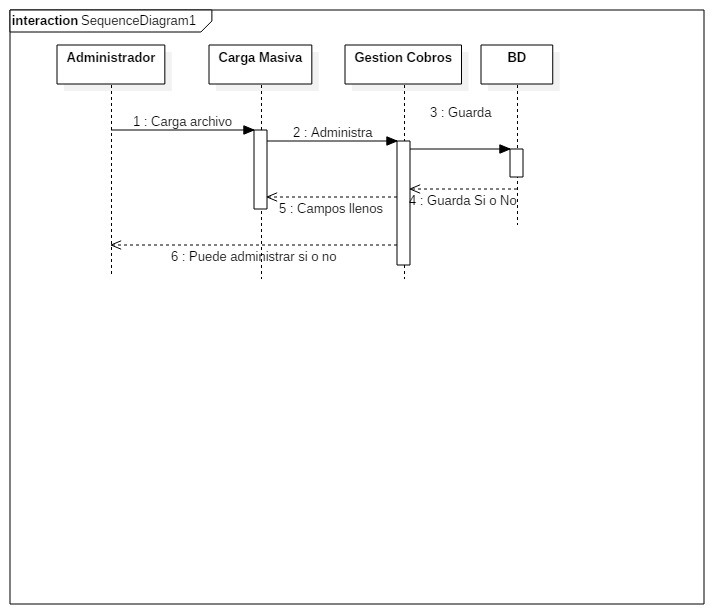 interaction SequenceDiagram1
Administrador
Carga Masiva
Gestion Cobros
BD
3 : Guarda
1 : Carga archivo
2 : Administra
4 : Guarda Si o No
5 : Campos llenos
6 : Puede administrar si o no